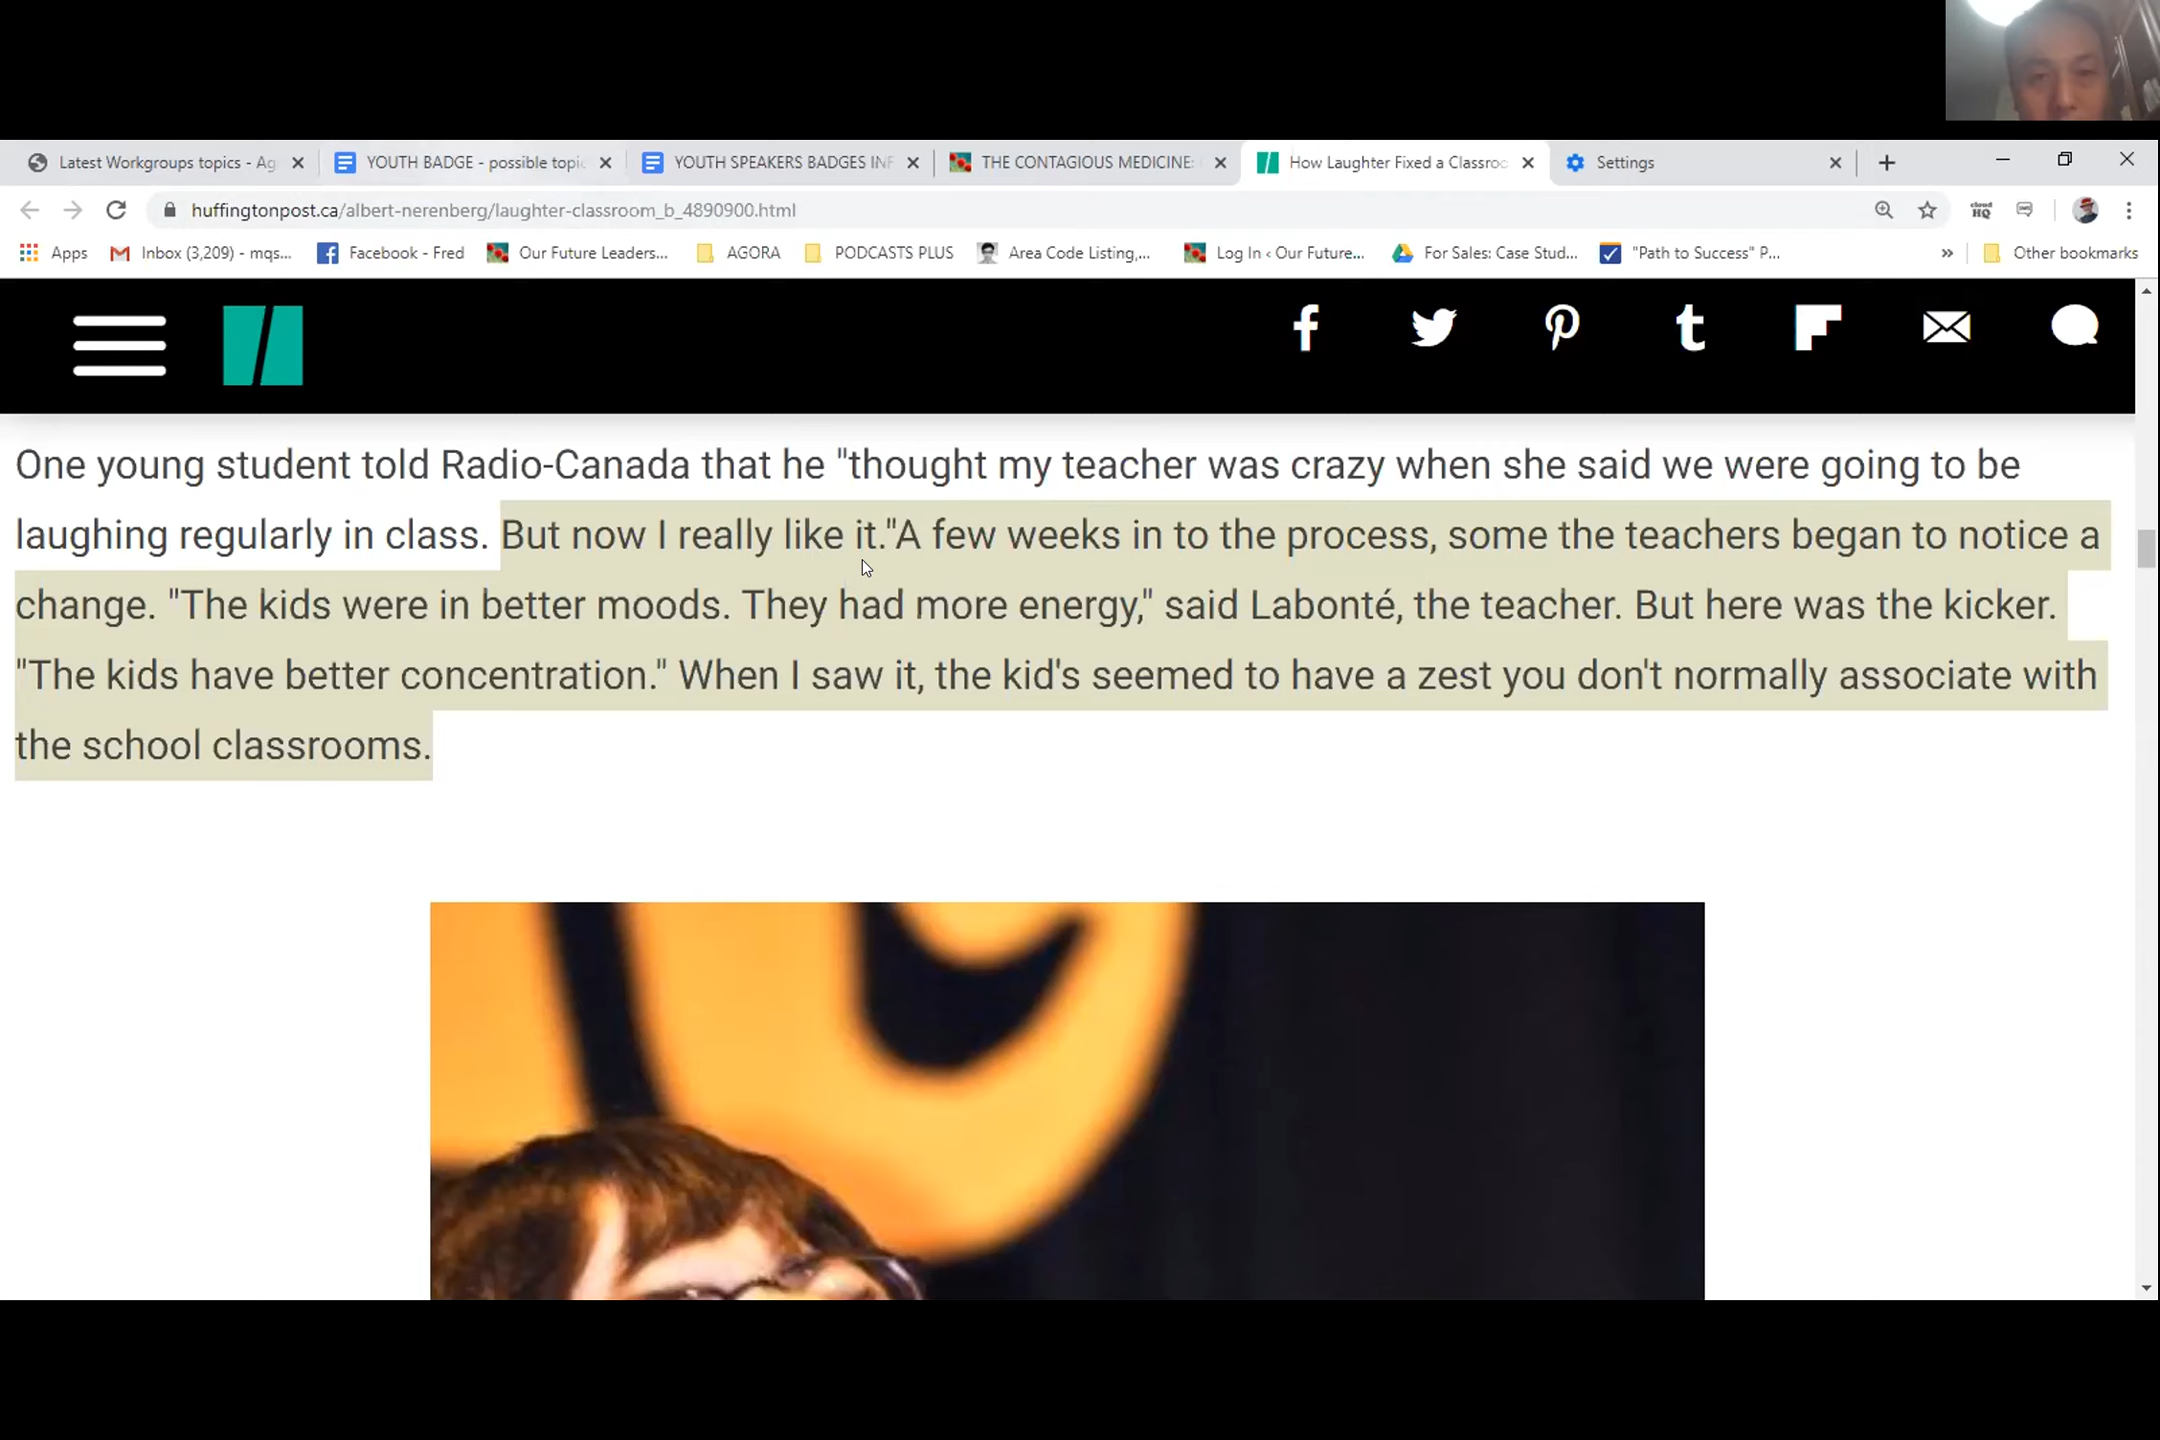 Latest Workgroups topics - Ag
YOUTH BADGE - possible topi
YOUTH SPEAKERS BADGES INF
THE CONTAGIOUS MEDICINE:
How Laughter Fixed a Classroo
Settings
huffingtonpost.ca/albert-nerenberg/laughter-classroom_b_4890900.html
cloud HQ
Apps
Inbox (3,209) - mqs...
Facebook - Fred
Our Future Leaders...
AGORA
PODCASTS PLUS
Area Code Listing,...
Log In ‹ Our Future...
For Sales: Case Stud...
"Path to Success" P...
»
Other bookmarks
One young student told Radio-Canada that he "thought my teacher was crazy when she said we were going to be
laughing regularly in class. But now I really like it."A few weeks in to the process, some the teachers began to notice a
change. "The kids were in better moods. They had more energy," said Labonté, the teacher. But here was the kicker.
"The kids have better concentration." When I saw it, the kid's seemed to have a zest you don't normally associate with
the school classrooms.